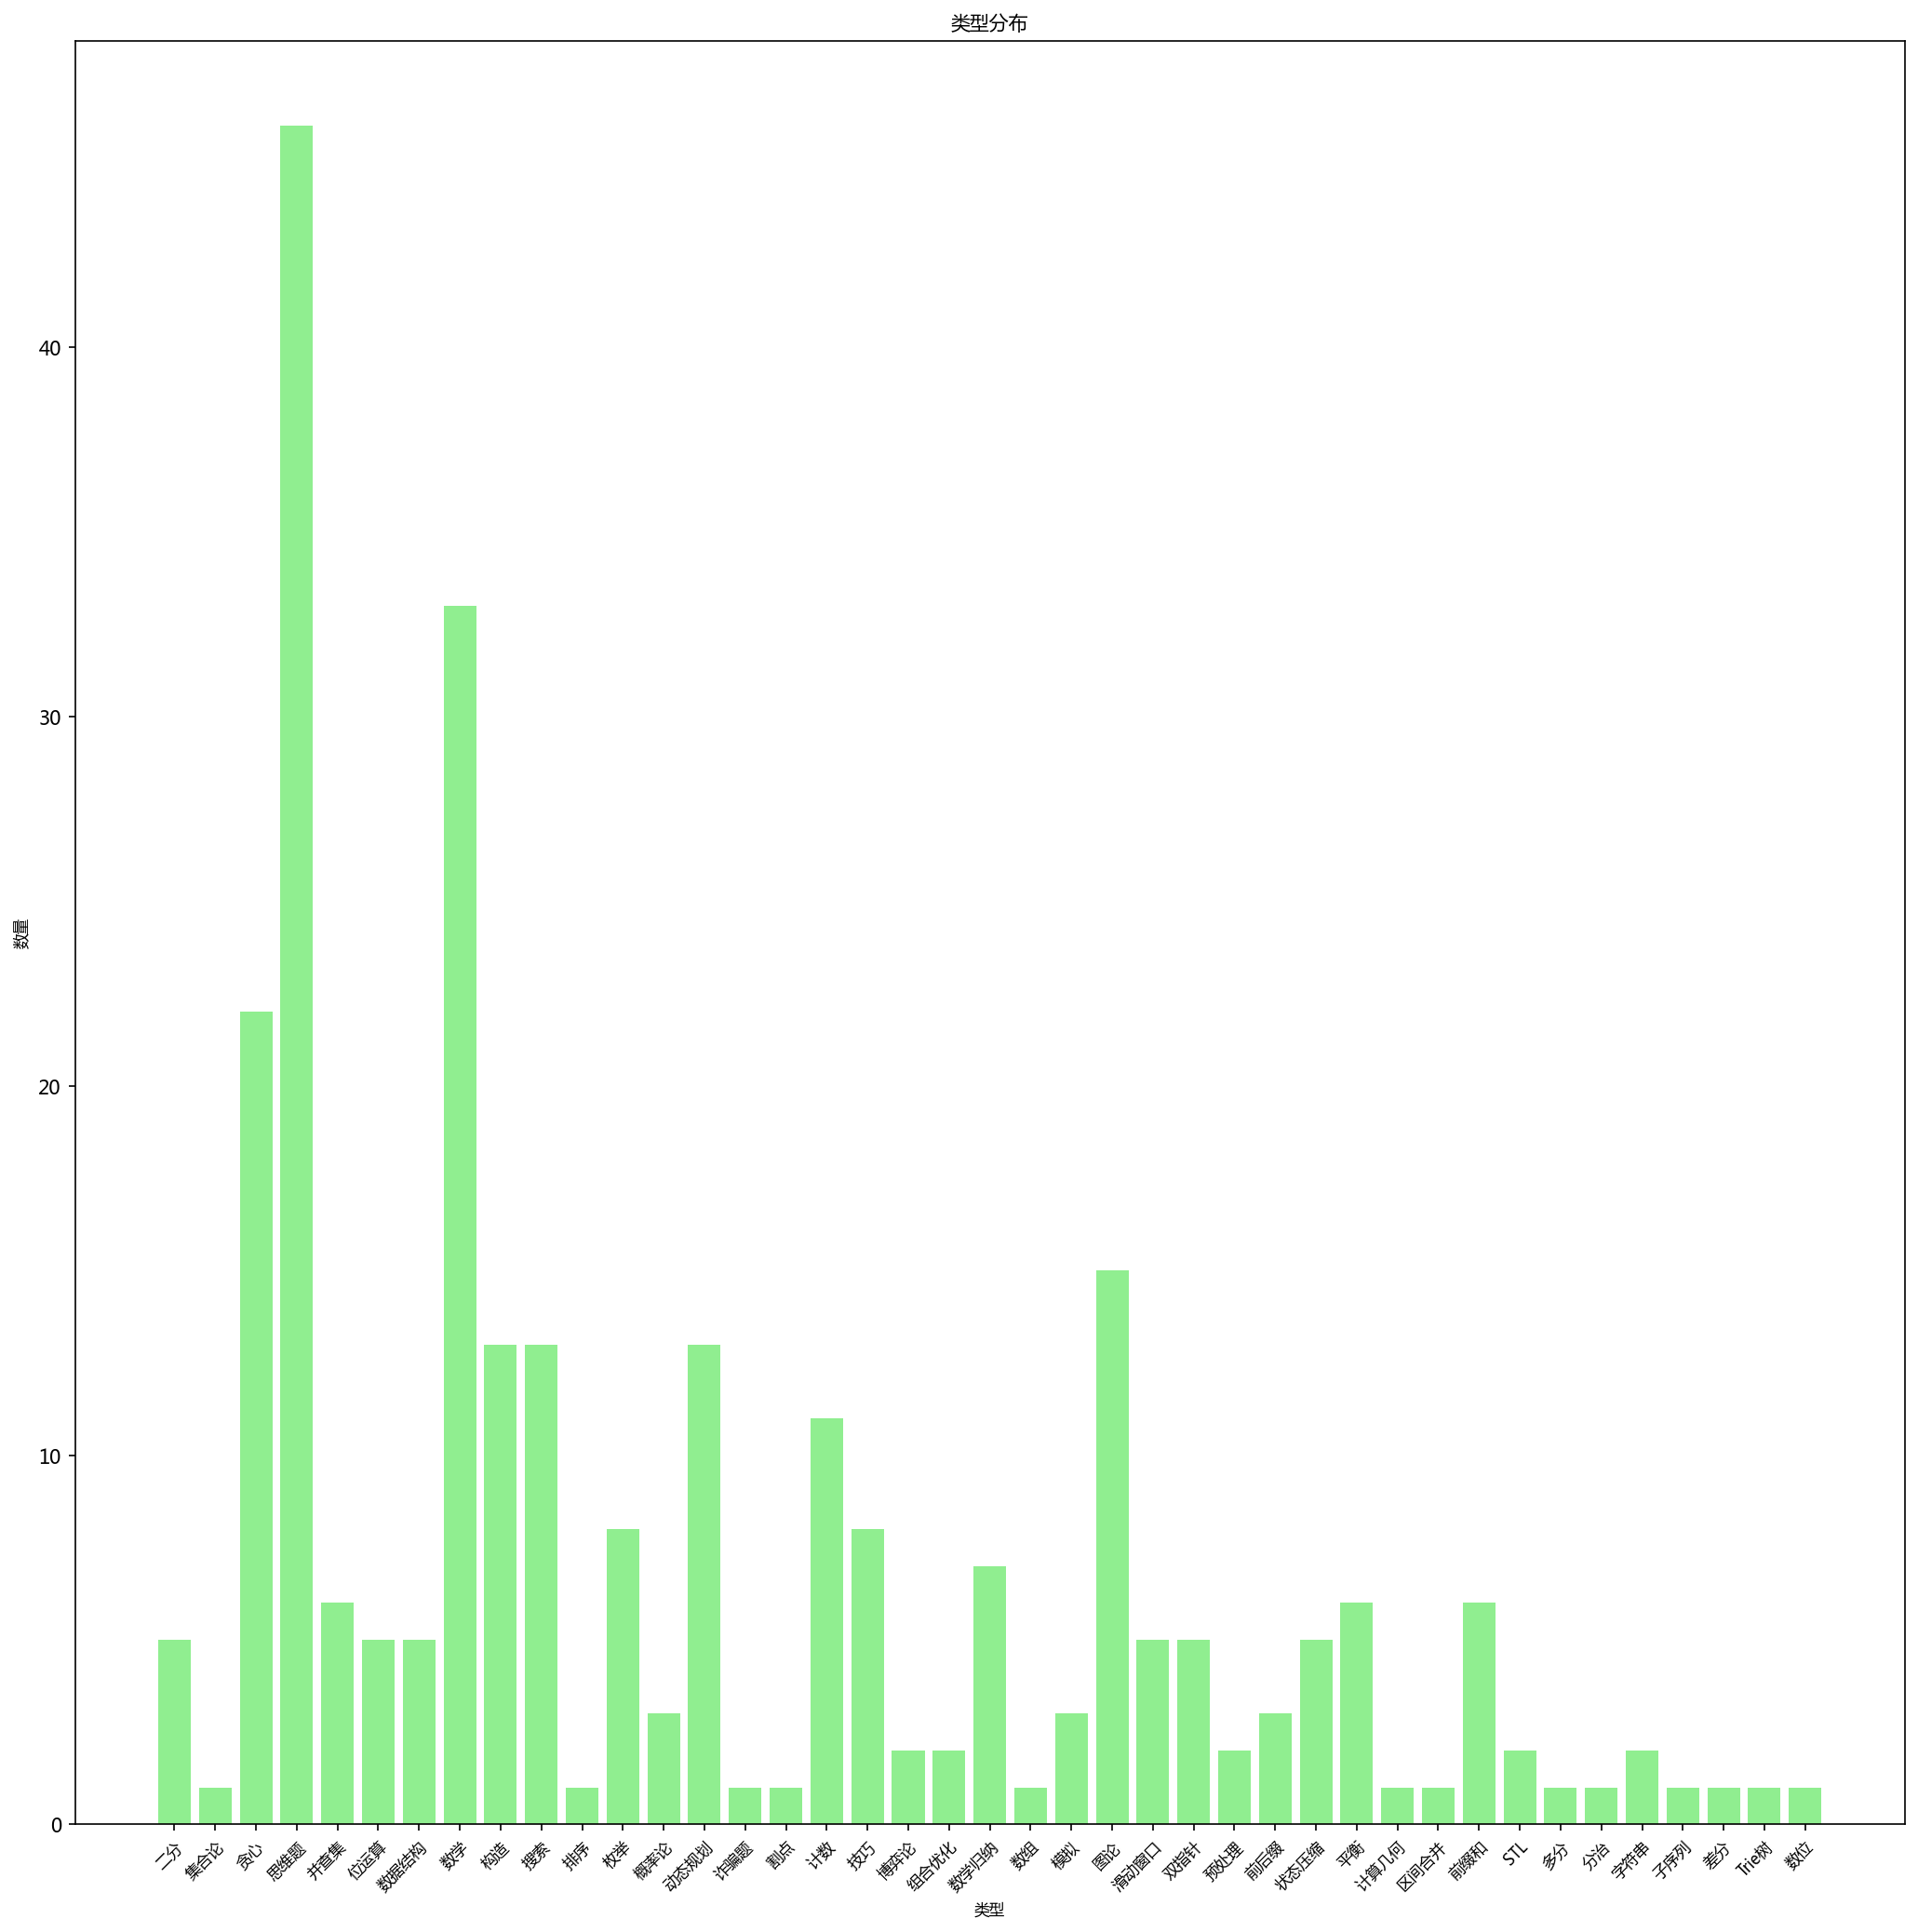 类型分布
数量
40
30
20
10
0
二分
集合论
贪心
思维题
并查集
位运算
数据结构
数学
构造
搜索
排序
枚举
概率论
动态规划
诈骗题
割点
计数
技巧
博弈论
组合优化
数学归纳
数组
模拟
图论
滑动窗口
双指针
预处理
前后缀
状态压缩
平衡
计算几何
区间合并
前缀和
STL
多分
分治
字符串
子序列
差分
Trie树
数位
类型